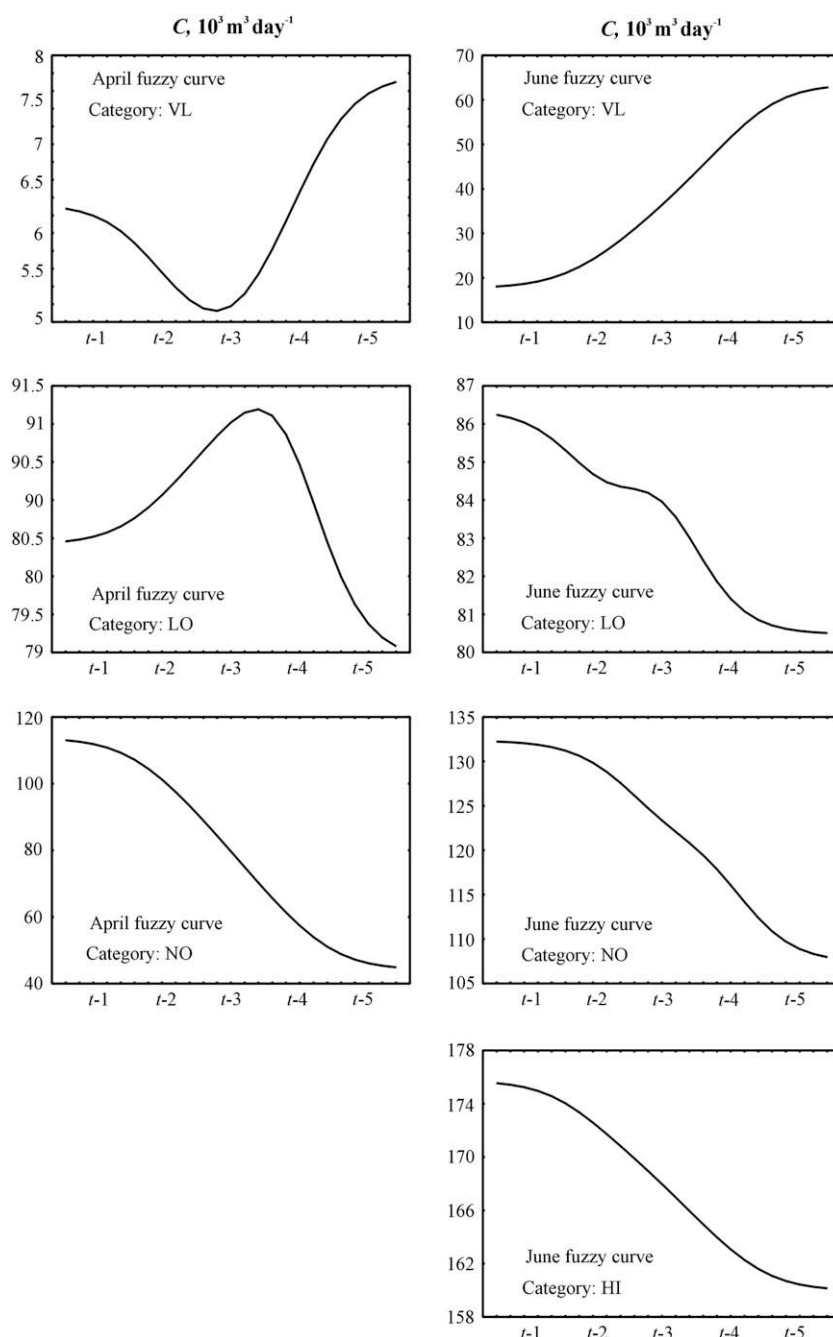 C, 10³ m³ day⁻¹
8
7.5
7
6.5
6
5.5
5
April fuzzy curve
Category: VL
t-1 t-2 t-3 t-4 t-5
C, 10³ m³ day⁻¹
70
60
50
40
30
20
10
June fuzzy curve
Category: VL
t-1 t-2 t-3 t-4 t-5
91.5
91
90.5
90
80.5
80
79.5
79
April fuzzy curve
Category: LO
t-1 t-2 t-3 t-4 t-5
87
86
85
84
83
82
81
80
June fuzzy curve
Category: LO
t-1 t-2 t-3 t-4 t-5
120
100
80
60
40
April fuzzy curve
Category: NO
t-1 t-2 t-3 t-4 t-5
135
130
125
120
115
110
105
June fuzzy curve
Category: NO
t-1 t-2 t-3 t-4 t-5
178
174
170
166
162
158
June fuzzy curve
Category: HI
t-1 t-2 t-3 t-4 t-5